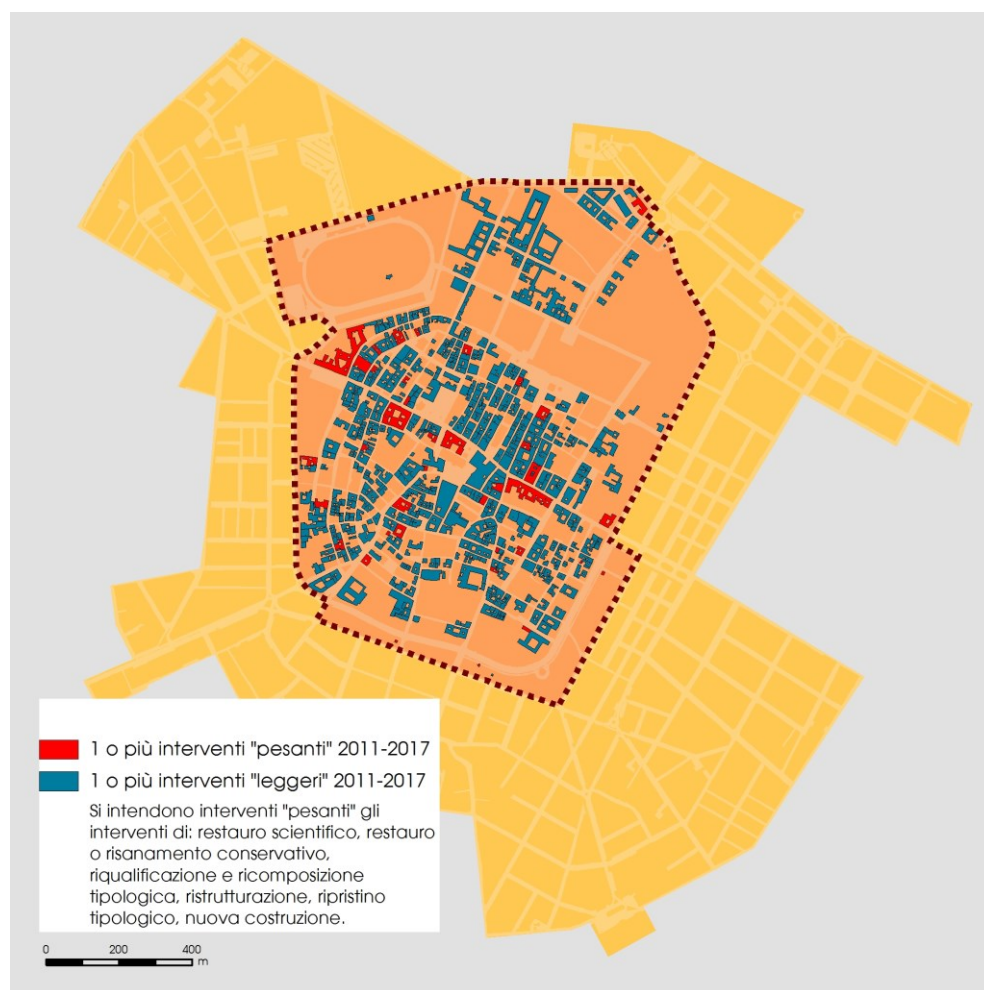 1 o più interventi "pesanti" 2011-2017
1 o più interventi "leggeri" 2011-2017
Si intendono interventi "pesanti" gli
interventi di: restauro scientifico, restauro
o risanamento conservativo,
riqualificazione e ricomposizione
tipologica, ristrutturazione, ripristino
tipologico, nuova costruzione.
0 200 400
m